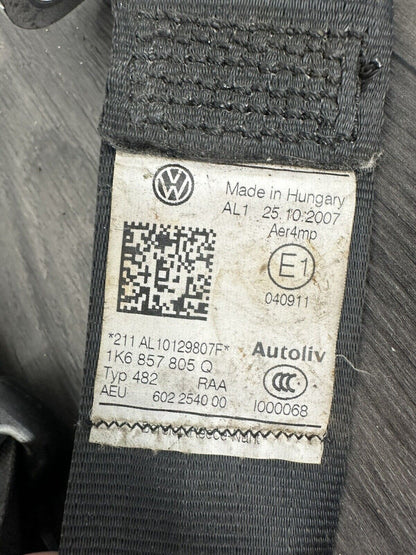 Made in Hungary
AL1 25.10.2007
Aer4mp
E1
040911
*211 AL10129807F*
1K6 857 805 Q
Autoliv
Typ 482 RAA
CCC
AEU 602 2540 00 I000068